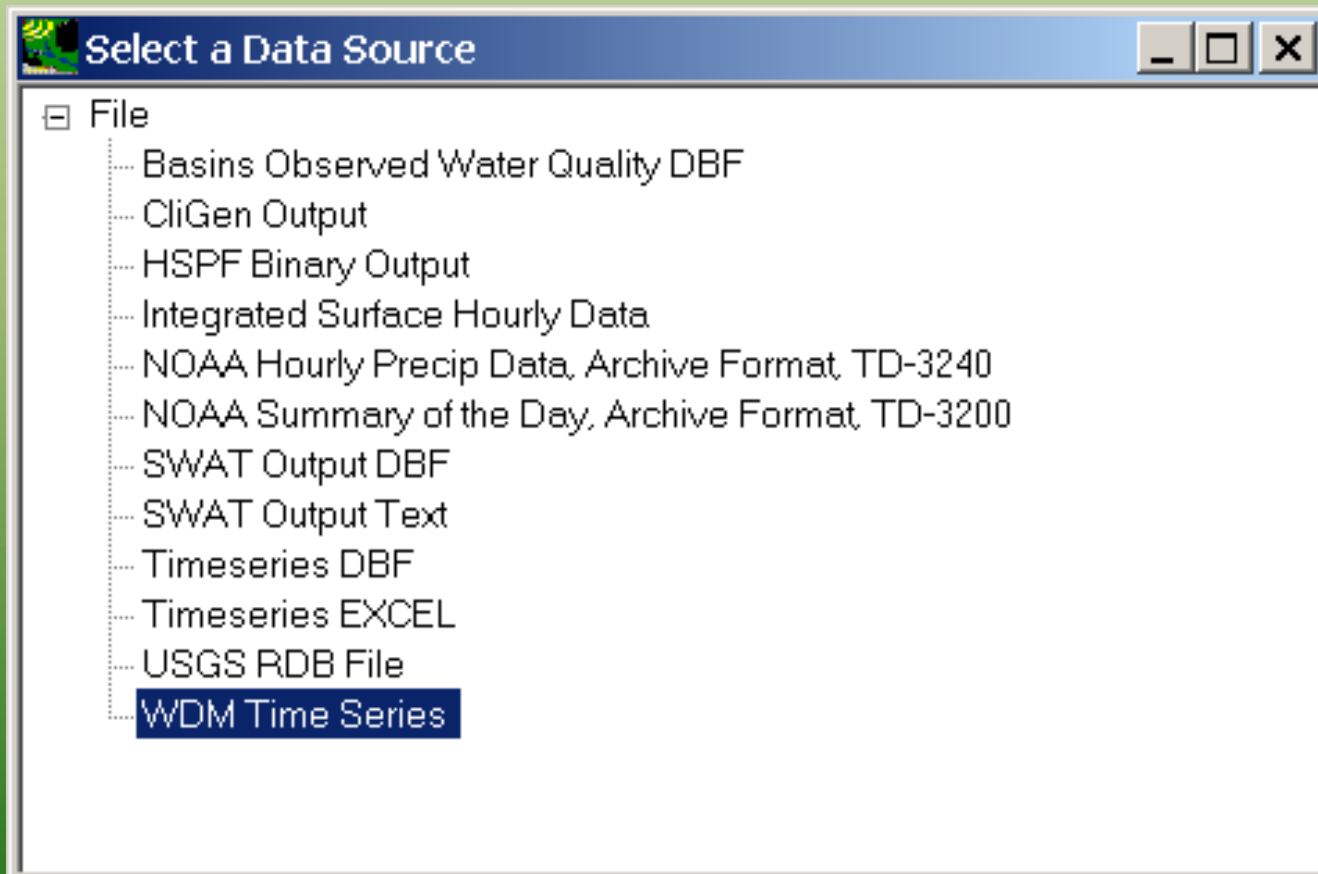 Select a Data Source
File
Basins Observed Water Quality DBF
CliGen Output
HSPF Binary Output
Integrated Surface Hourly Data
NOAA Hourly Precip Data, Archive Format, TD-3240
NOAA Summary of the Day, Archive Format, TD-3200
SWAT Output DBF
SWAT Output Text
Timeseries DBF
Timeseries EXCEL
USGS RDB File
WDM Time Series